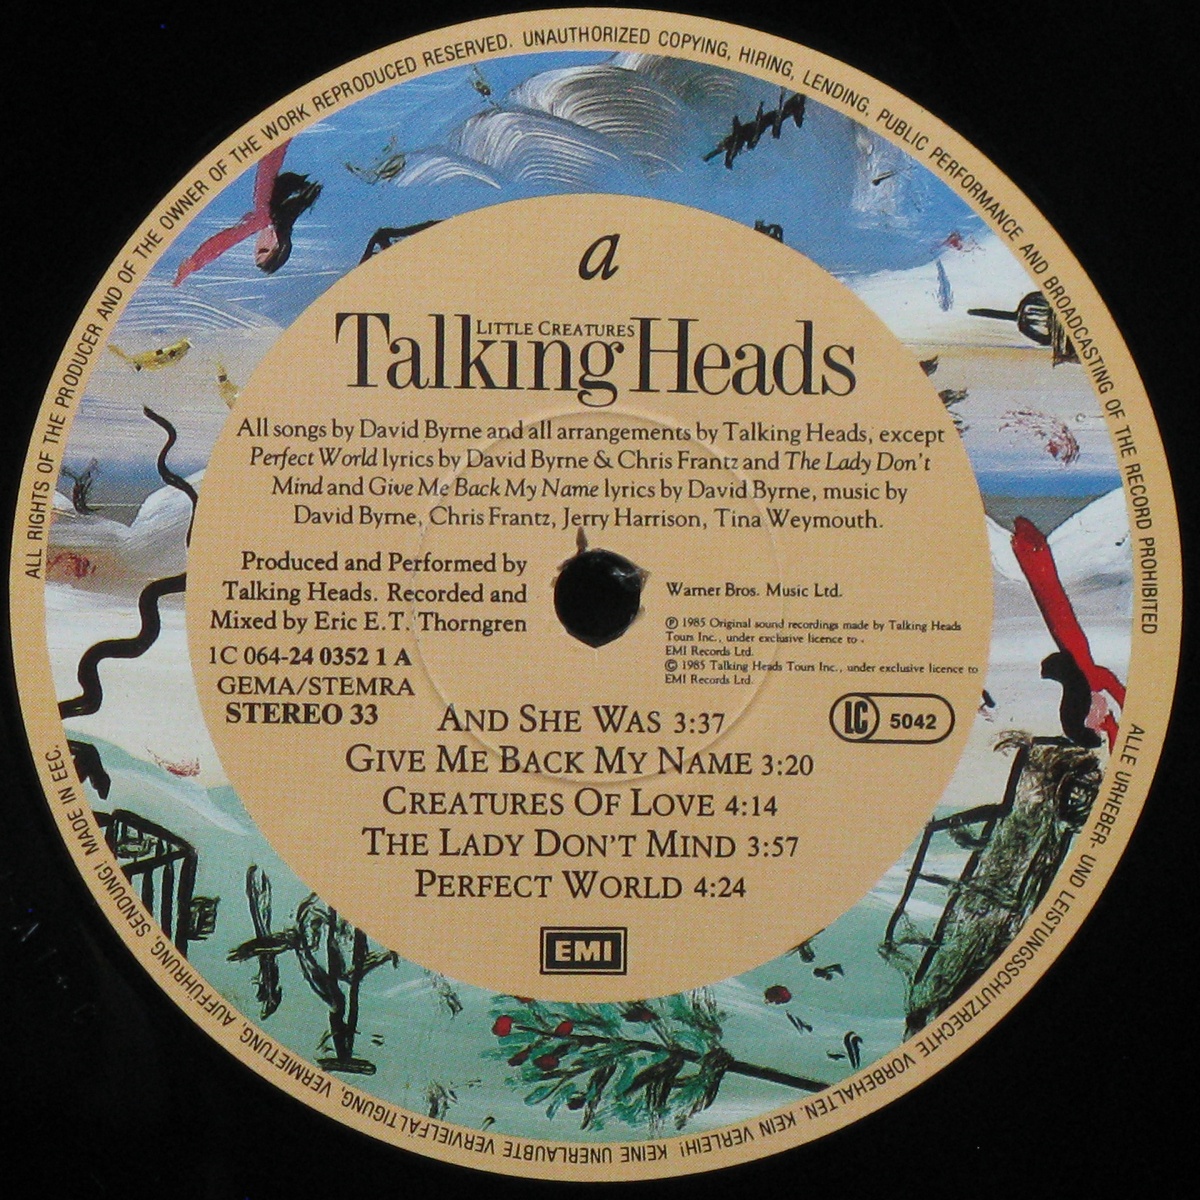 ALL RIGHTS OF THE PRODUCER AND OF THE OWNER OF THE WORK REPRODUCED RESERVED. UNAUTHORIZED COPYING, HIRING, LENDING, PUBLIC PERFORMANCE AND BROADCASTING OF THE RECORD PROHIBITED
a
LITTLE CREATURES
Talking Heads
All songs by David Byrne and all arrangements by Talking Heads, except
Perfect World lyrics by David Byrne & Chris Frantz and The Lady Don't
Mind and Give Me Back My Name lyrics by David Byrne, music by
David Byrne, Chris Frantz, Jerry Harrison, Tina Weymouth.
Produced and Performed by
Talking Heads. Recorded and
Mixed by Eric E.T. Thorngren
1C 064-24 0352 1 A
GEMA/STEMRA
STEREO 33
Warner Bros. Music Ltd.
℗ 1985 Original sound recordings made by Talking Heads
Tours Inc., under exclusive licence to .
EMI Records Ltd.
© 1985 Talking Heads Tours Inc., under exclusive licence to
EMI Records Ltd.
LC 5042
AND SHE WAS 3:37
GIVE ME BACK MY NAME 3:20
CREATURES OF LOVE 4:14
THE LADY DON'T MIND 3:57
PERFECT WORLD 4:24
EMI
ALLE URHEBER- UND LEISTUNGSSCHUTZRECHTE VORBEHALTEN. KEIN VERLEIH! KEINE UNERLAUBTE VERVIELFÄLTIGUNG, VERMIETUNG, AUFFÜHRUNG, SENDUNG! MADE IN EEC.